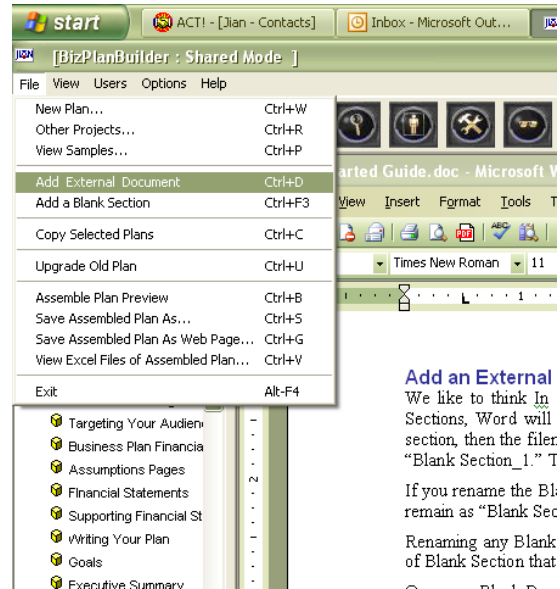 start
ACT! - [Jian - Contacts]
Inbox - Microsoft Out...
JIAN
[BizPlanBuilder : Shared Mode ]
File View Users Options Help
New Plan... Ctrl+W
Other Projects... Ctrl+R
View Samples... Ctrl+P
Add External Document Ctrl+D
Add a Blank Section Ctrl+F3
Copy Selected Plans Ctrl+C
Upgrade Old Plan Ctrl+U
Assemble Plan Preview Ctrl+B
Save Assembled Plan As... Ctrl+S
Save Assembled Plan As Web Page... Ctrl+G
View Excel Files of Assembled Plan... Ctrl+V
Exit Alt-F4
Targeting Your Audien
Business Plan Financia
Assumptions Pages
FInancial Statements
Supporting Financial St
Writing Your Plan
Goals
Executive Summary
arted Guide.doc - Microsoft W
View Insert Format Tools T
Times New Roman 11
1
2
Add an External
We like to think In
Sections, Word will
section, then the filen
“Blank Section_1.” T
If you rename the Bla
remain as “Blank Sec
Renaming any Blank
of Blank Section that